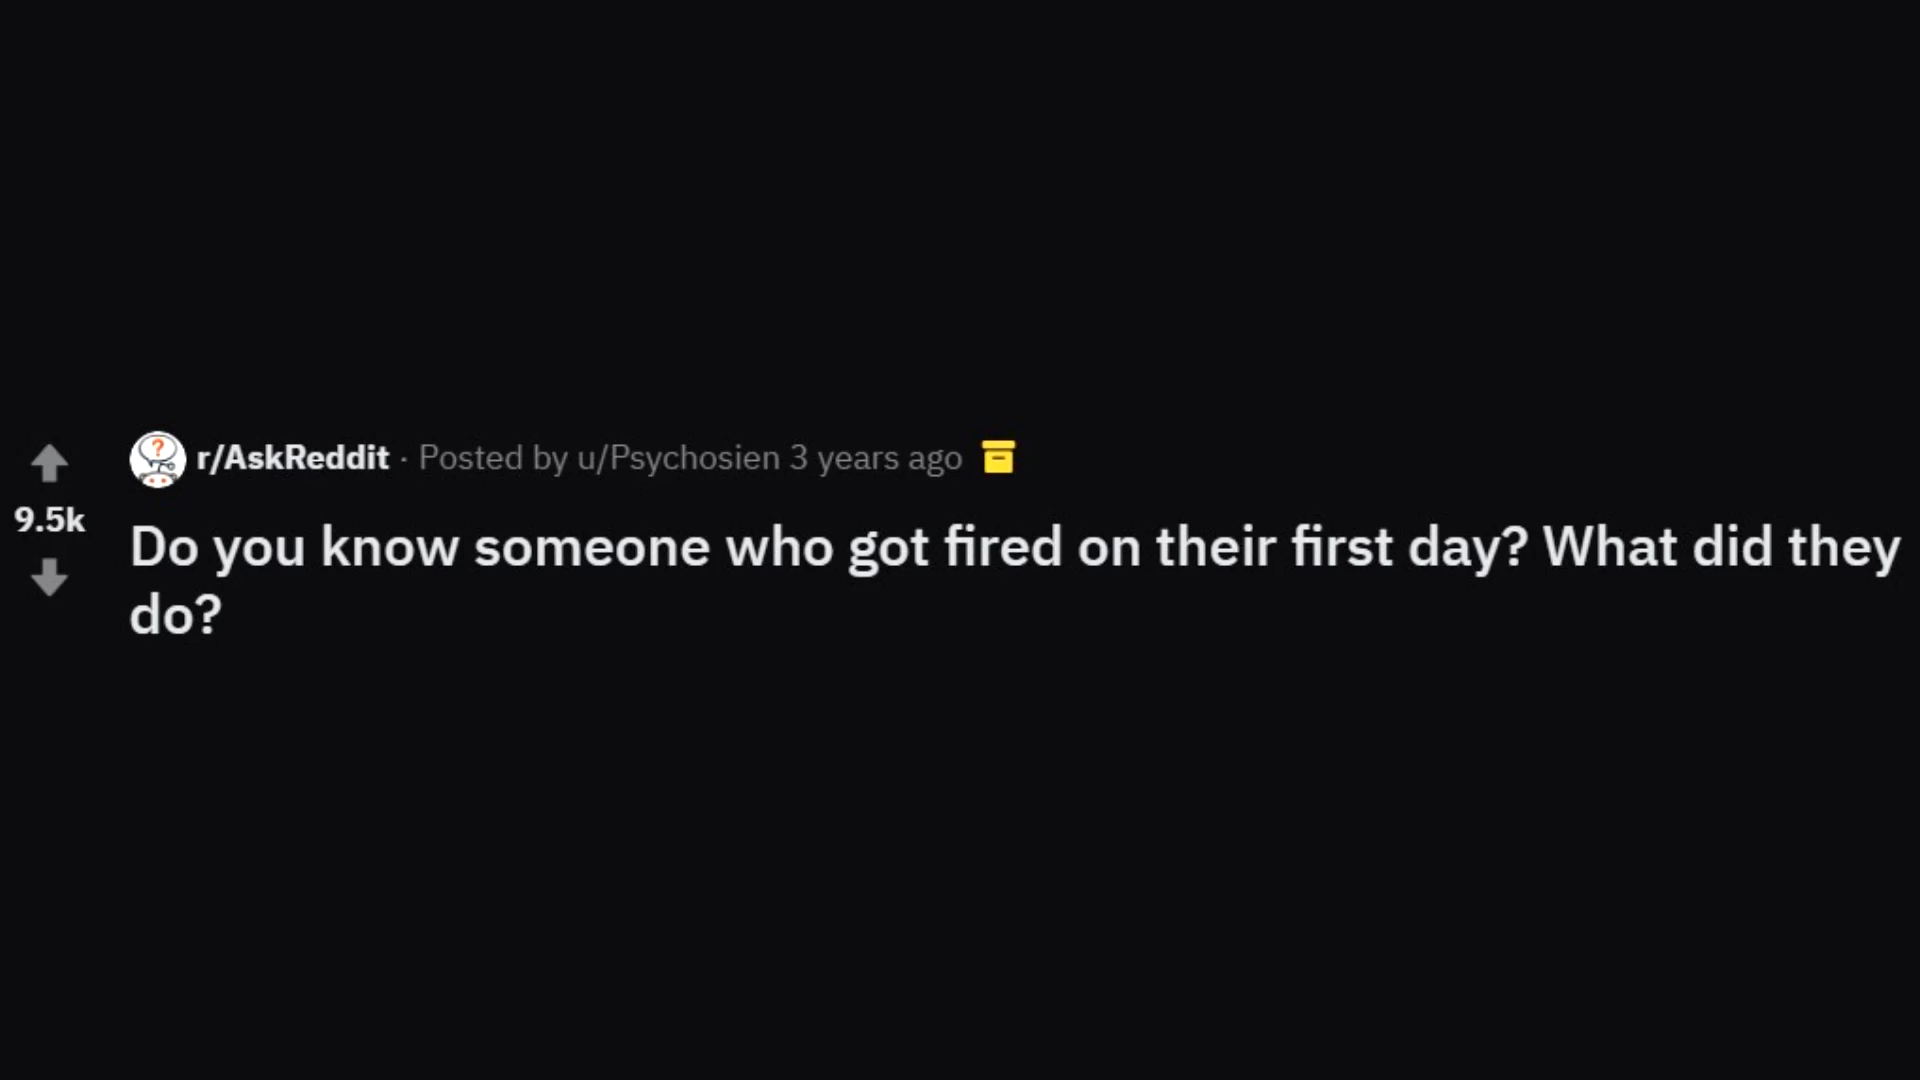 r/AskReddit · Posted by u/Psychosien 3 years ago
9.5k
Do you know someone who got fired on their first day? What did they
do?